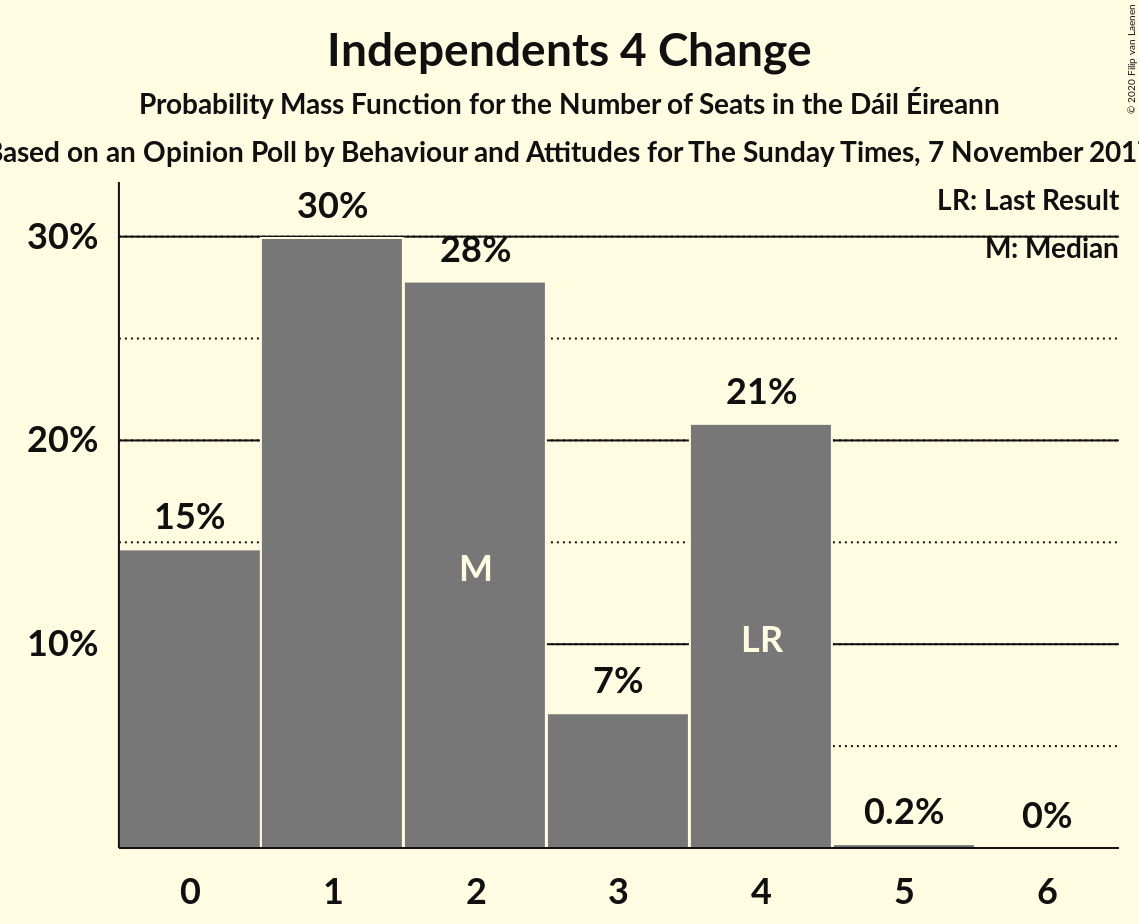 Independents 4 Change
Probability Mass Function for the Number of Seats in the Dáil Éireann
Based on an Opinion Poll by Behaviour and Attitudes for The Sunday Times, 7 November 2017
© 2020 Filip van Laenen
LR: Last Result
M: Median
30%
20%
10%
15%
30%
28%
7%
21%
0.2%
0%
M
LR
0 1 2 3 4 5 6